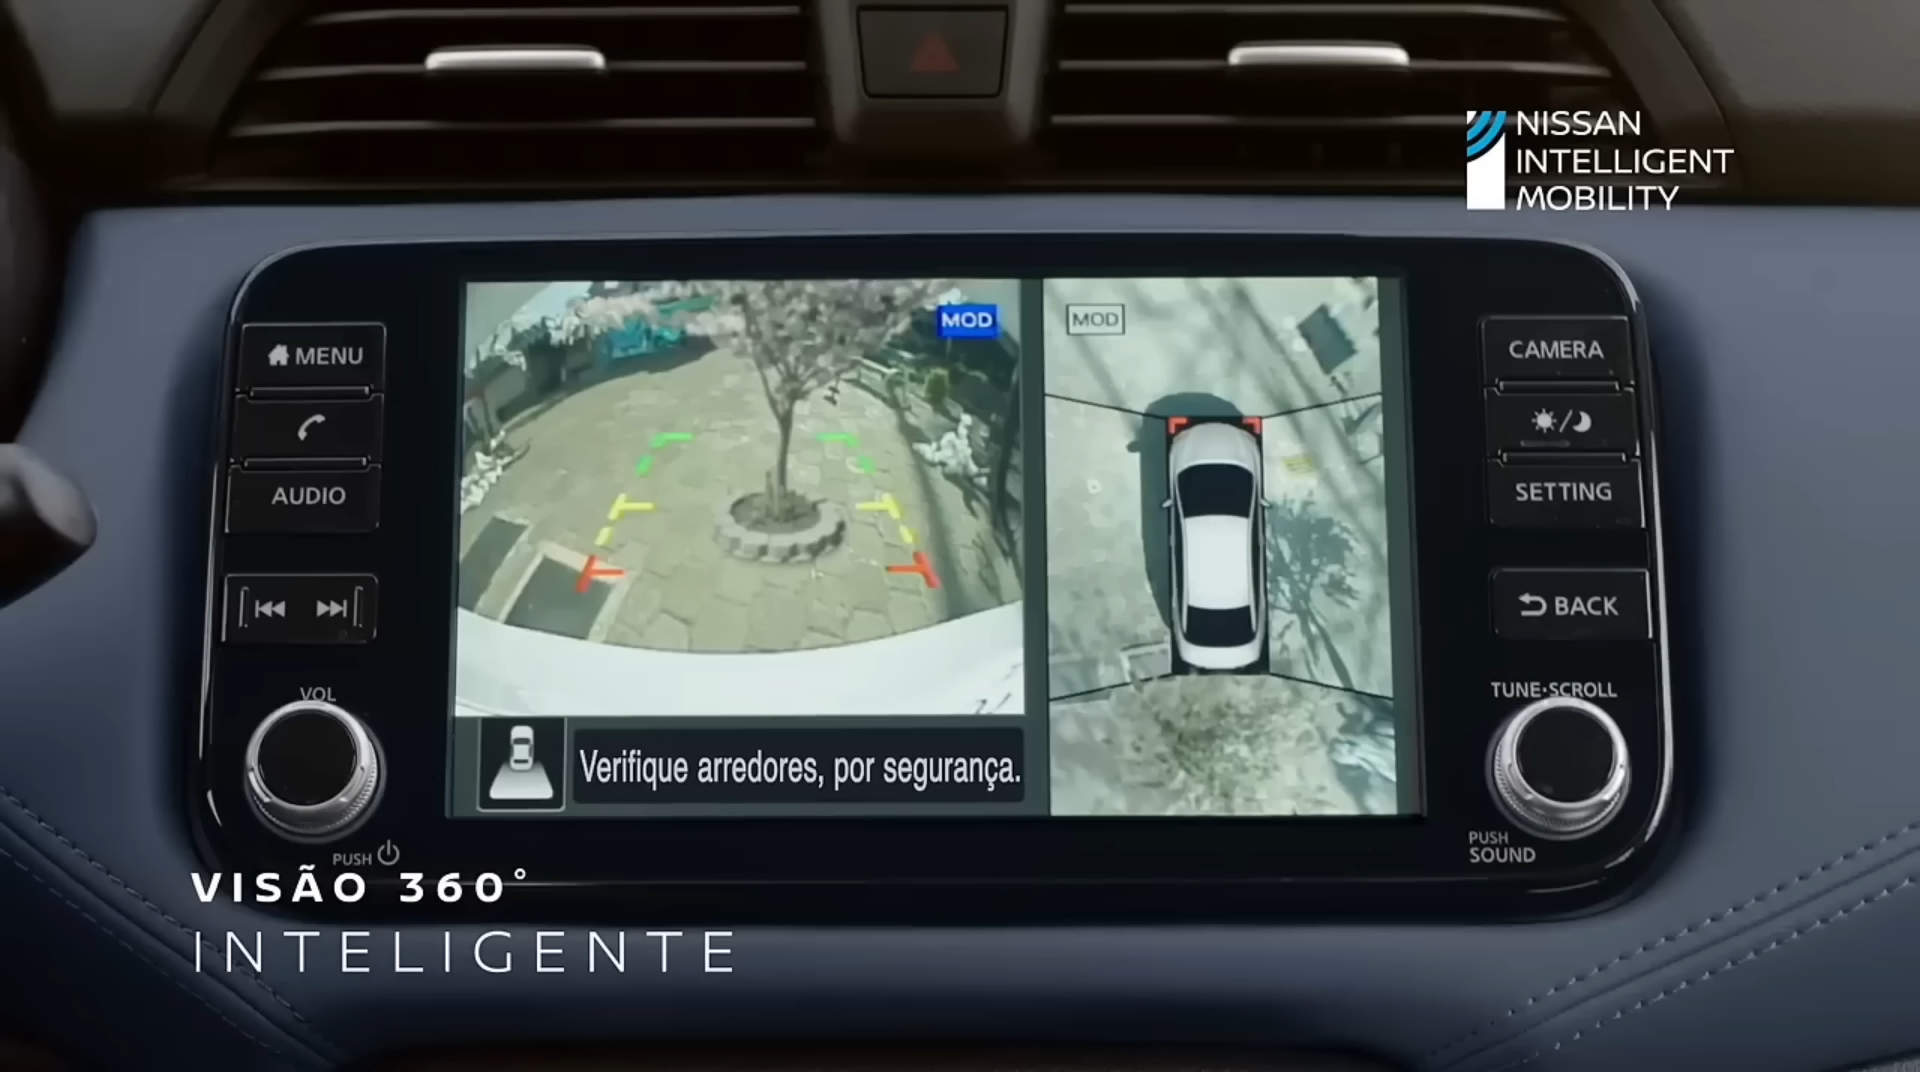 NISSAN
INTELLIGENT
MOBILITY
MENU
AUDIO
VOL
PUSH
MOD
MOD
Verifique arredores, por segurança.
CAMERA
SETTING
BACK
TUNE·SCROLL
PUSH
SOUND
VISÃO 360°
INTELIGENTE